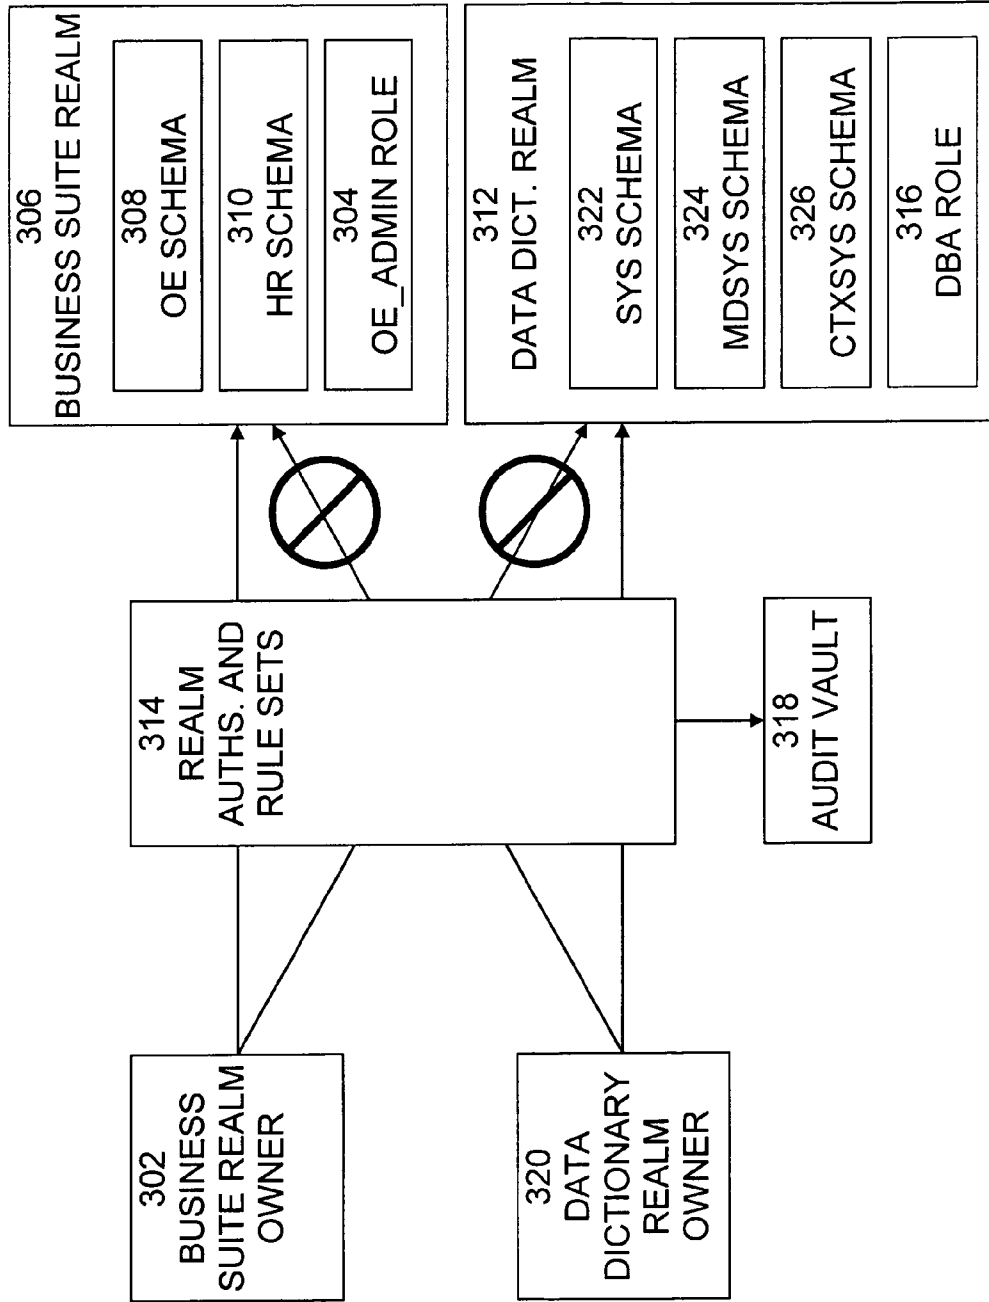 302
BUSINESS
SUITE REALM
OWNER
320
DATA
DICTIONARY
REALM
OWNER
314
REALM
AUTHS. AND
RULE SETS
318
AUDIT VAULT
306
BUSINESS SUITE REALM
308
OE SCHEMA
310
HR SCHEMA
304
OE_ADMIN ROLE
312
DATA DICT. REALM
322
SYS SCHEMA
324
MDSYS SCHEMA
326
CTXSYS SCHEMA
316
DBA ROLE